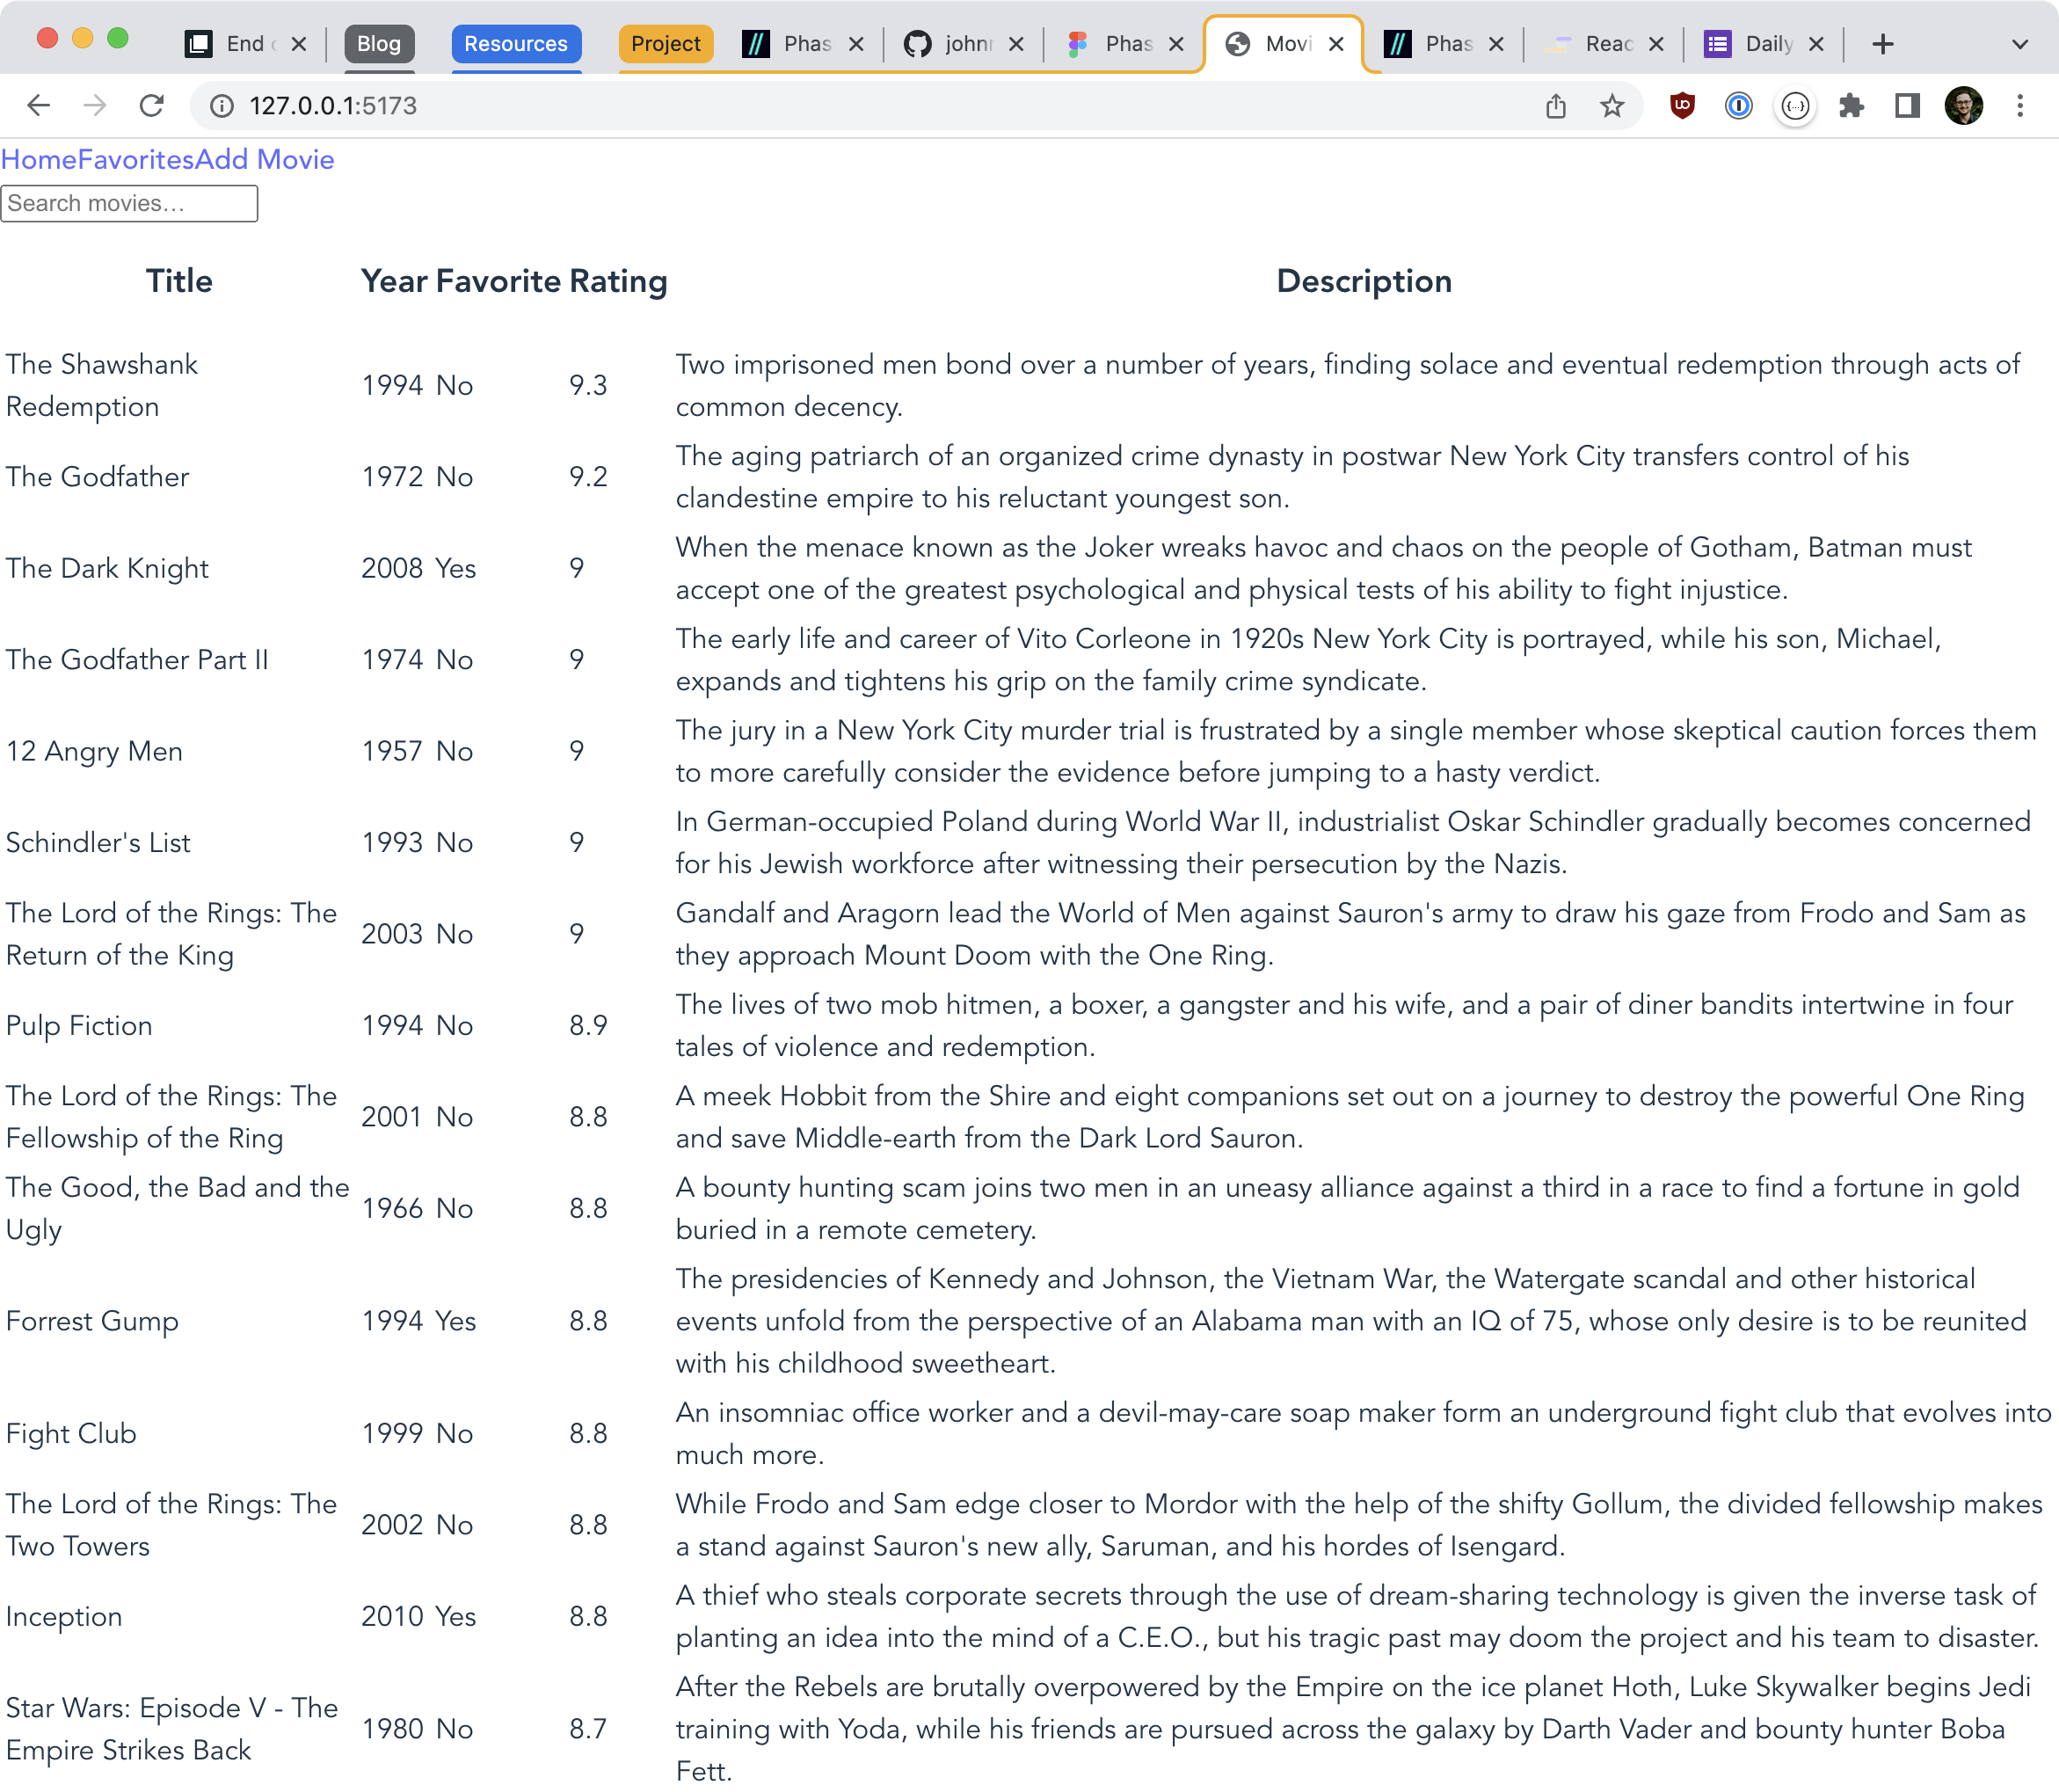 End Blog Resources Project Phas john Phas Movi Phas Reac Daily
127.0.0.1:5173
HomeFavoritesAdd Movie
Search movies...
Title Year Favorite Rating Description
The Shawshank Redemption 1994 No 9.3 Two imprisoned men bond over a number of years, finding solace and eventual redemption through acts of
common decency.
The Godfather 1972 No 9.2 The aging patriarch of an organized crime dynasty in postwar New York City transfers control of his
clandestine empire to his reluctant youngest son.
The Dark Knight 2008 Yes 9 When the menace known as the Joker wreaks havoc and chaos on the people of Gotham, Batman must
accept one of the greatest psychological and physical tests of his ability to fight injustice.
The Godfather Part II 1974 No 9 The early life and career of Vito Corleone in 1920s New York City is portrayed, while his son, Michael,
expands and tightens his grip on the family crime syndicate.
12 Angry Men 1957 No 9 The jury in a New York City murder trial is frustrated by a single member whose skeptical caution forces them
to more carefully consider the evidence before jumping to a hasty verdict.
Schindler's List 1993 No 9 In German-occupied Poland during World War II, industrialist Oskar Schindler gradually becomes concerned
for his Jewish workforce after witnessing their persecution by the Nazis.
The Lord of the Rings: The Return of the King 2003 No 9 Gandalf and Aragorn lead the World of Men against Sauron's army to draw his gaze from Frodo and Sam as
they approach Mount Doom with the One Ring.
Pulp Fiction 1994 No 8.9 The lives of two mob hitmen, a boxer, a gangster and his wife, and a pair of diner bandits intertwine in four
tales of violence and redemption.
The Lord of the Rings: The Fellowship of the Ring 2001 No 8.8 A meek Hobbit from the Shire and eight companions set out on a journey to destroy the powerful One Ring
and save Middle-earth from the Dark Lord Sauron.
The Good, the Bad and the Ugly 1966 No 8.8 A bounty hunting scam joins two men in an uneasy alliance against a third in a race to find a fortune in gold
buried in a remote cemetery.
Forrest Gump 1994 Yes 8.8 The presidencies of Kennedy and Johnson, the Vietnam War, the Watergate scandal and other historical
events unfold from the perspective of an Alabama man with an IQ of 75, whose only desire is to be reunited
with his childhood sweetheart.
Fight Club 1999 No 8.8 An insomniac office worker and a devil-may-care soap maker form an underground fight club that evolves into
much more.
The Lord of the Rings: The Two Towers 2002 No 8.8 While Frodo and Sam edge closer to Mordor with the help of the shifty Gollum, the divided fellowship makes
a stand against Sauron's new ally, Saruman, and his hordes of Isengard.
Inception 2010 Yes 8.8 A thief who steals corporate secrets through the use of dream-sharing technology is given the inverse task of
planting an idea into the mind of a C.E.O., but his tragic past may doom the project and his team to disaster.
Star Wars: Episode V - The Empire Strikes Back 1980 No 8.7 After the Rebels are brutally overpowered by the Empire on the ice planet Hoth, Luke Skywalker begins Jedi
training with Yoda, while his friends are pursued across the galaxy by Darth Vader and bounty hunter Boba
Fett.